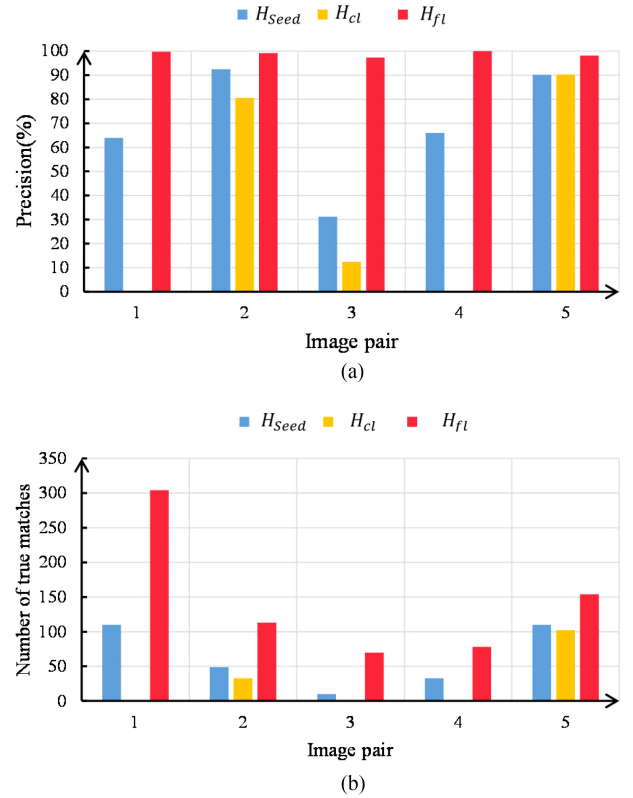 H_Seed H_cl H_fl
100
90
80
70
60
50
40
30
20
10
0
Precision(%)
1 2 3 4 5
Image pair
(a)
H_Seed H_cl H_fl
350
300
250
200
150
100
50
0
Number of true matches
1 2 3 4 5
Image pair
(b)